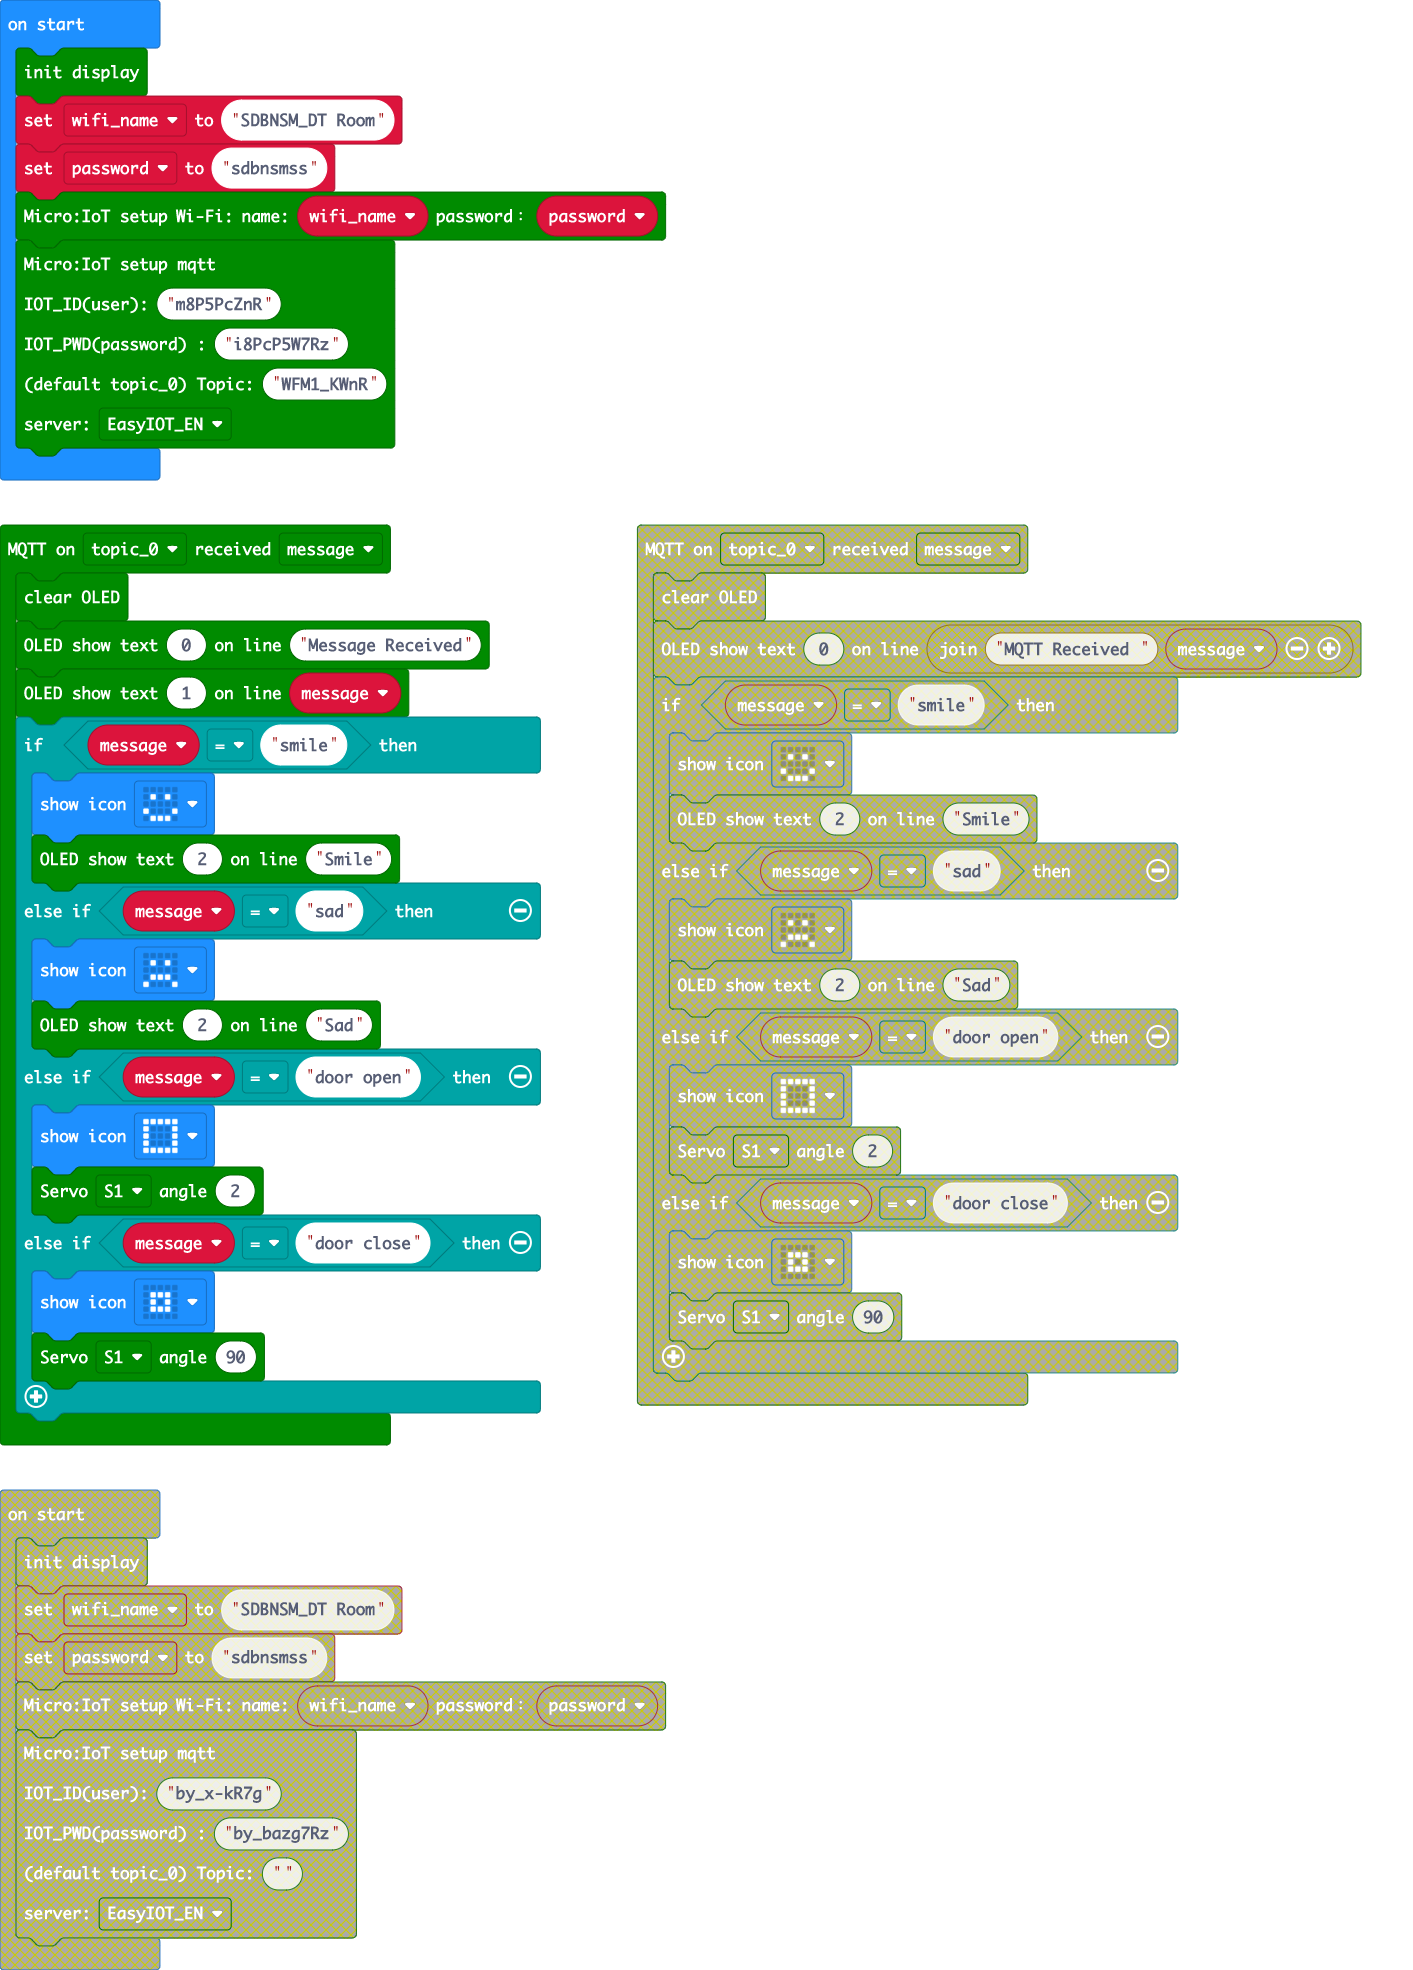 on start
init display
set wifi_name to "SDBNSM_DT Room"
set password to "sdbnsmss"
Micro:IoT setup Wi-Fi: name: wifi_name password: password
Micro:IoT setup mqtt
IOT_ID(user): "m8P5PcZnR"
IOT_PWD(password) : "i8PcP5W7Rz"
(default topic_0) Topic: "WFM1_KWnR"
server: EasyIOT_EN
MQTT on topic_0 received message
clear OLED
OLED show text 0 on line "Message Received"
OLED show text 1 on line message
if message = "smile" then
show icon
OLED show text 2 on line "Smile"
else if message = "sad" then
show icon
OLED show text 2 on line "Sad"
else if message = "door open" then
show icon
Servo S1 angle 2
else if message = "door close" then
show icon
Servo S1 angle 90
MQTT on topic_0 received message
clear OLED
OLED show text 0 on line join "MQTT Received " message
if message = "smile" then
show icon
OLED show text 2 on line "Smile"
else if message = "sad" then
show icon
OLED show text 2 on line "Sad"
else if message = "door open" then
show icon
Servo S1 angle 2
else if message = "door close" then
show icon
Servo S1 angle 90
on start
init display
set wifi_name to "SDBNSM_DT Room"
set password to "sdbnsmss"
Micro:IoT setup Wi-Fi: name: wifi_name password: password
Micro:IoT setup mqtt
IOT_ID(user): "by_x-kR7g"
IOT_PWD(password) : "by_bazg7Rz"
(default topic_0) Topic: ""
server: EasyIOT_EN